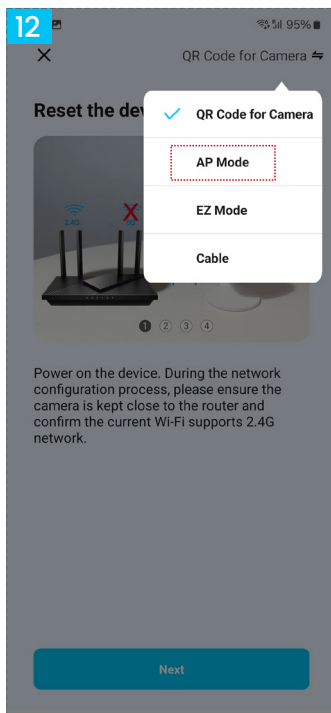 12
95%
QR Code for Camera
Reset the dev
QR Code for Camera
AP Mode
EZ Mode
Cable
2.4G
5G
1 2 3 4
Power on the device. During the network
configuration process, please ensure the
camera is kept close to the router and
confirm the current Wi-Fi supports 2.4G
network.
Next